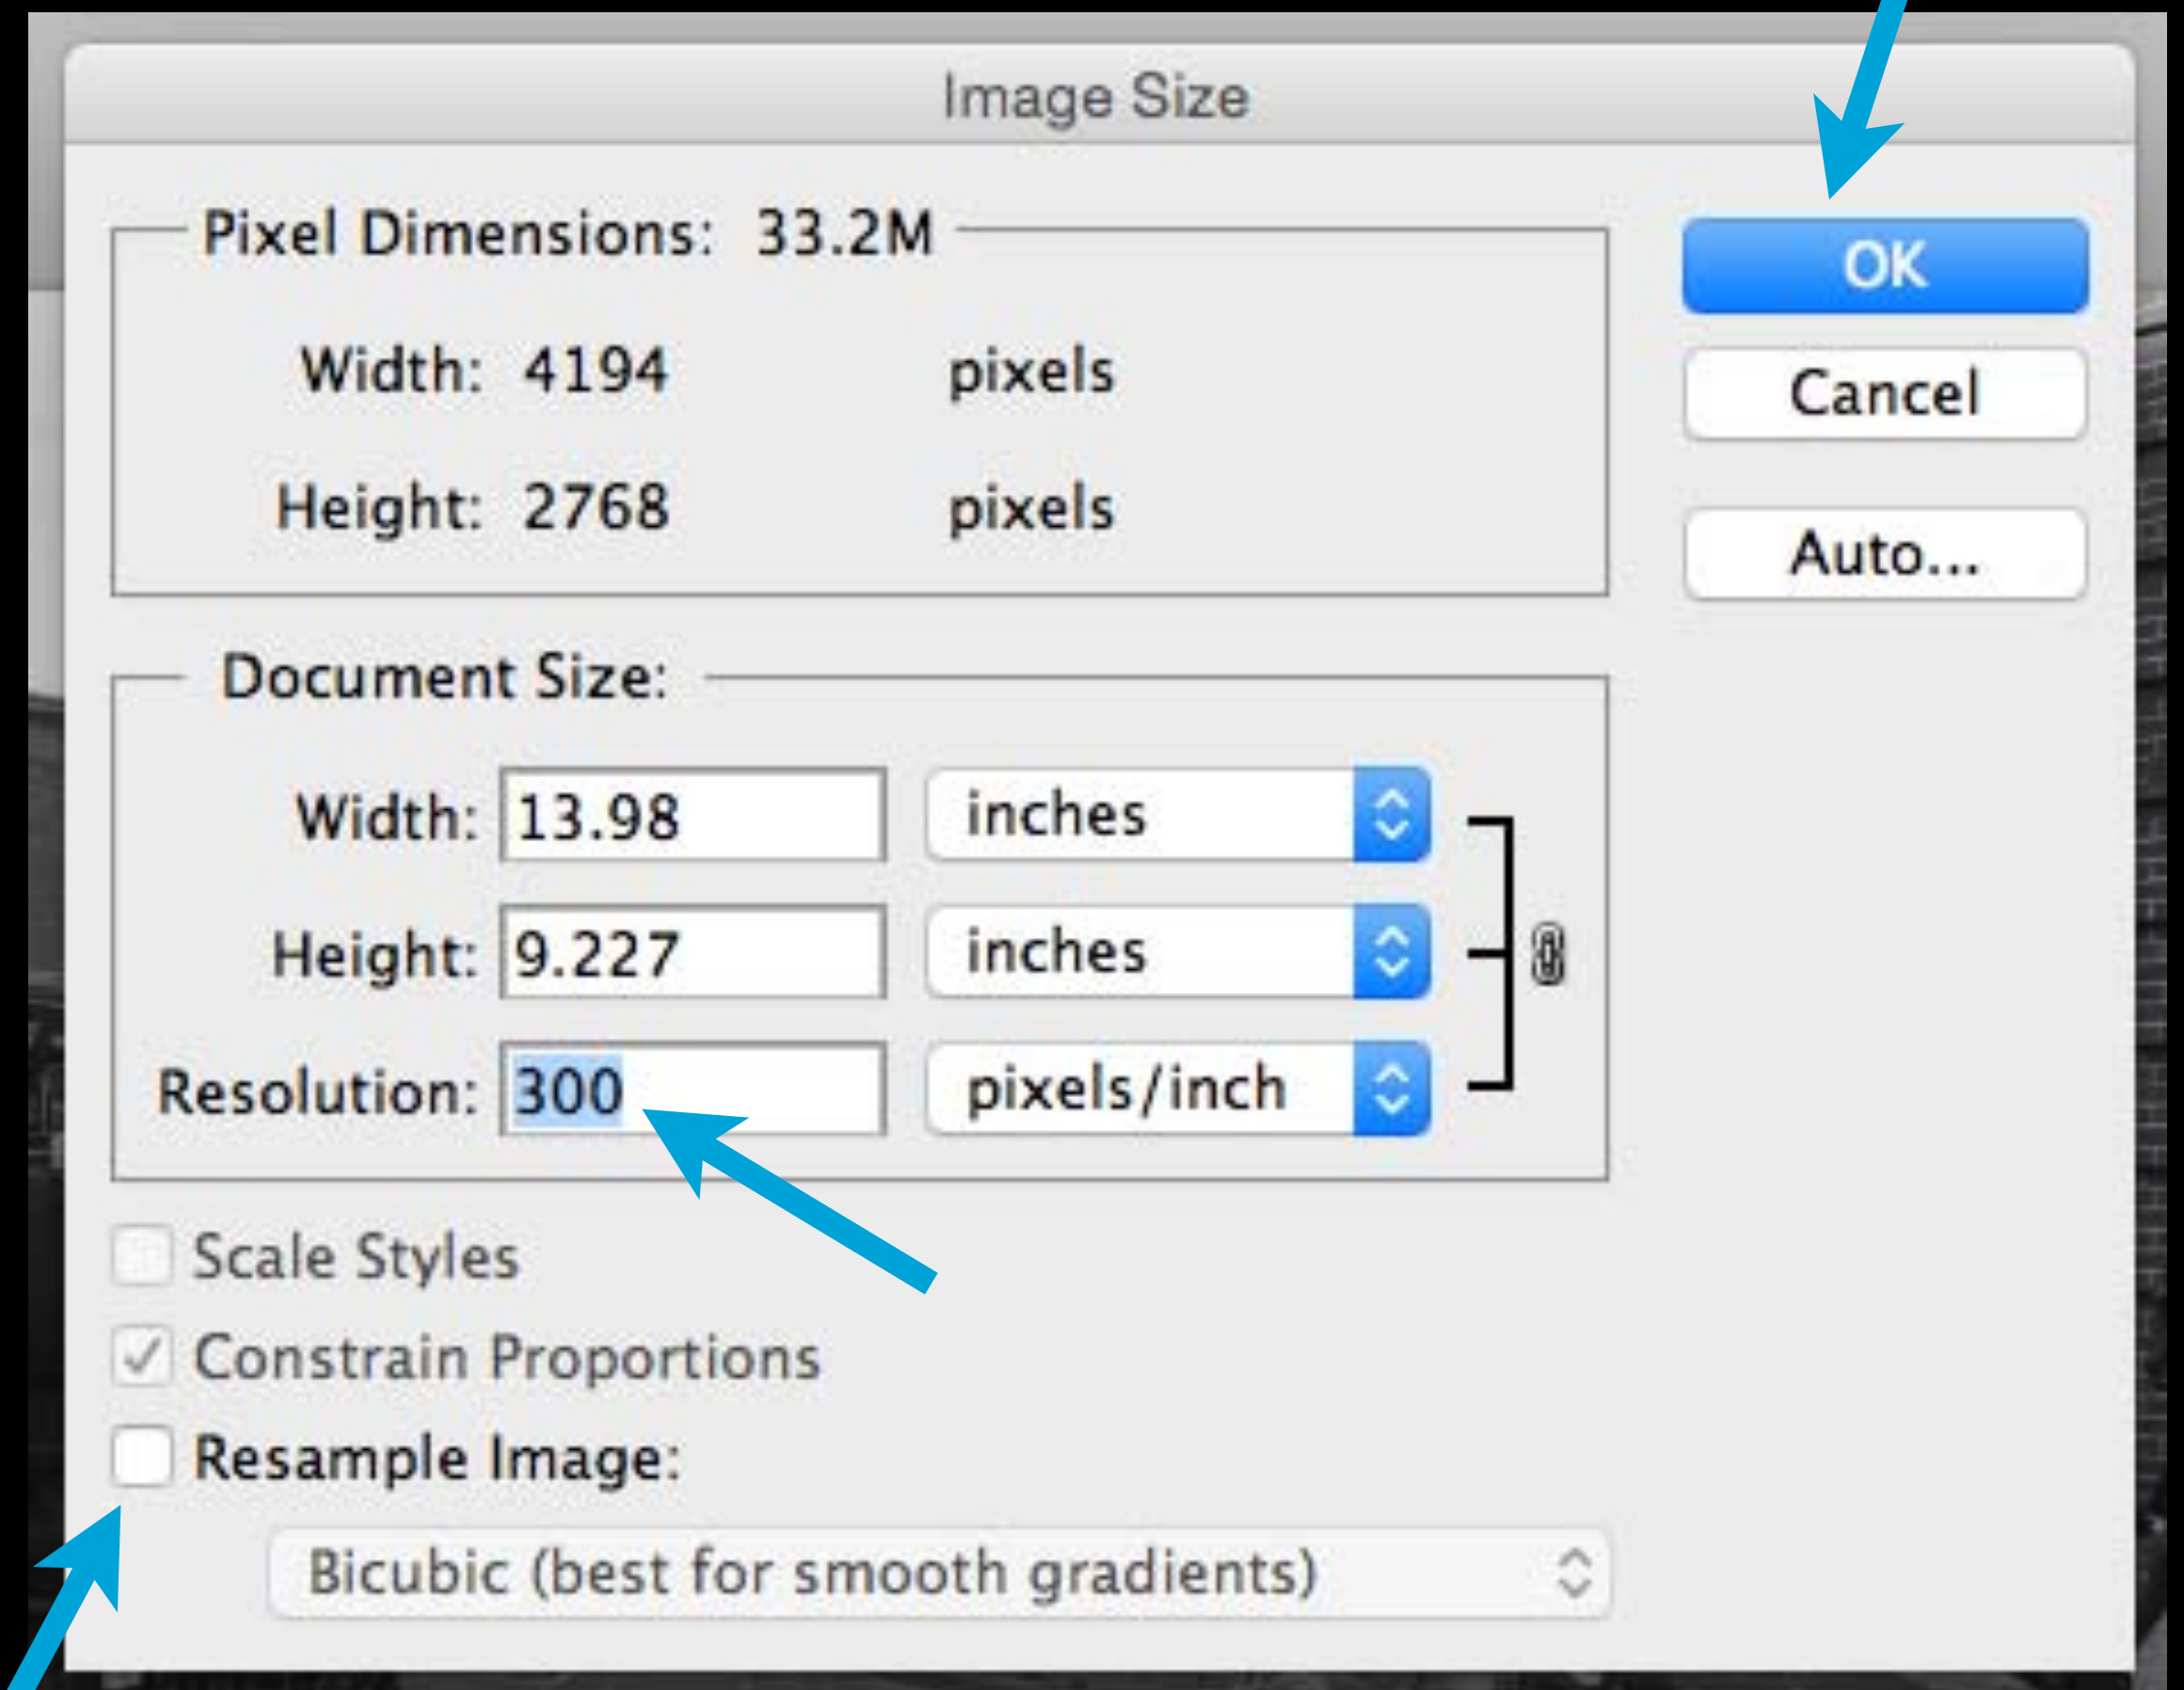 Image Size
Pixel Dimensions: 33.2M
Width: 4194 pixels
Height: 2768 pixels
OK
Cancel
Auto...
Document Size:
Width: 13.98 inches
Height: 9.227 inches
Resolution: 300 pixels/inch
Scale Styles
Constrain Proportions
Resample Image:
Bicubic (best for smooth gradients)